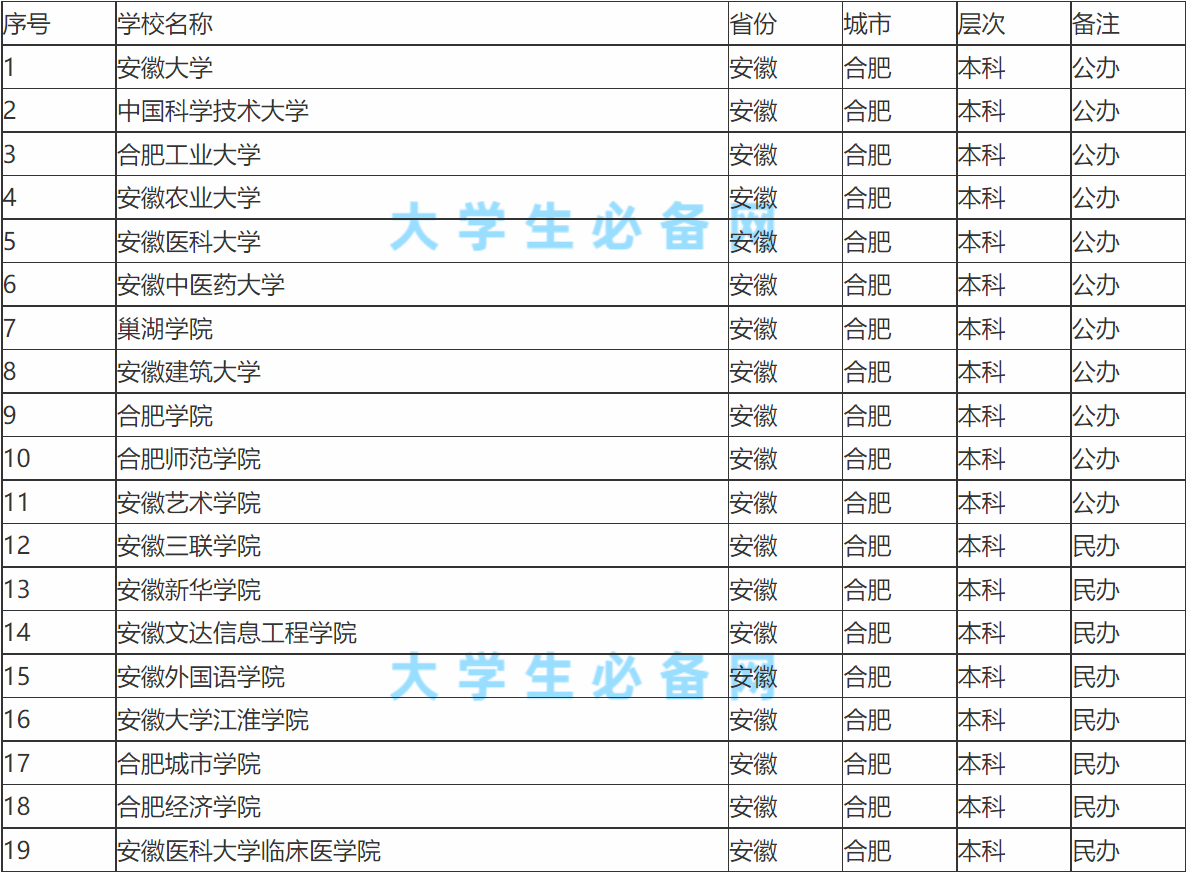 序号 学校名称 省份 城市 层次 备注
1 安徽大学 安徽 合肥 本科 公办
2 中国科学技术大学 安徽 合肥 本科 公办
3 合肥工业大学 安徽 合肥 本科 公办
4 安徽农业大学 安徽 合肥 本科 公办
大学生必备网
5 安徽医科大学 安徽 合肥 本科 公办
6 安徽中医药大学 安徽 合肥 本科 公办
7 巢湖学院 安徽 合肥 本科 公办
8 安徽建筑大学 安徽 合肥 本科 公办
9 合肥学院 安徽 合肥 本科 公办
10 合肥师范学院 安徽 合肥 本科 公办
11 安徽艺术学院 安徽 合肥 本科 公办
12 安徽三联学院 安徽 合肥 本科 民办
13 安徽新华学院 安徽 合肥 本科 民办
14 安徽文达信息工程学院 安徽 合肥 本科 民办
15 安徽外国语学院 安徽 合肥 本科 民办
大学生必备网
16 安徽大学江淮学院 安徽 合肥 本科 民办
17 合肥城市学院 安徽 合肥 本科 民办
18 合肥经济学院 安徽 合肥 本科 民办
19 安徽医科大学临床医学院 安徽 合肥 本科 民办